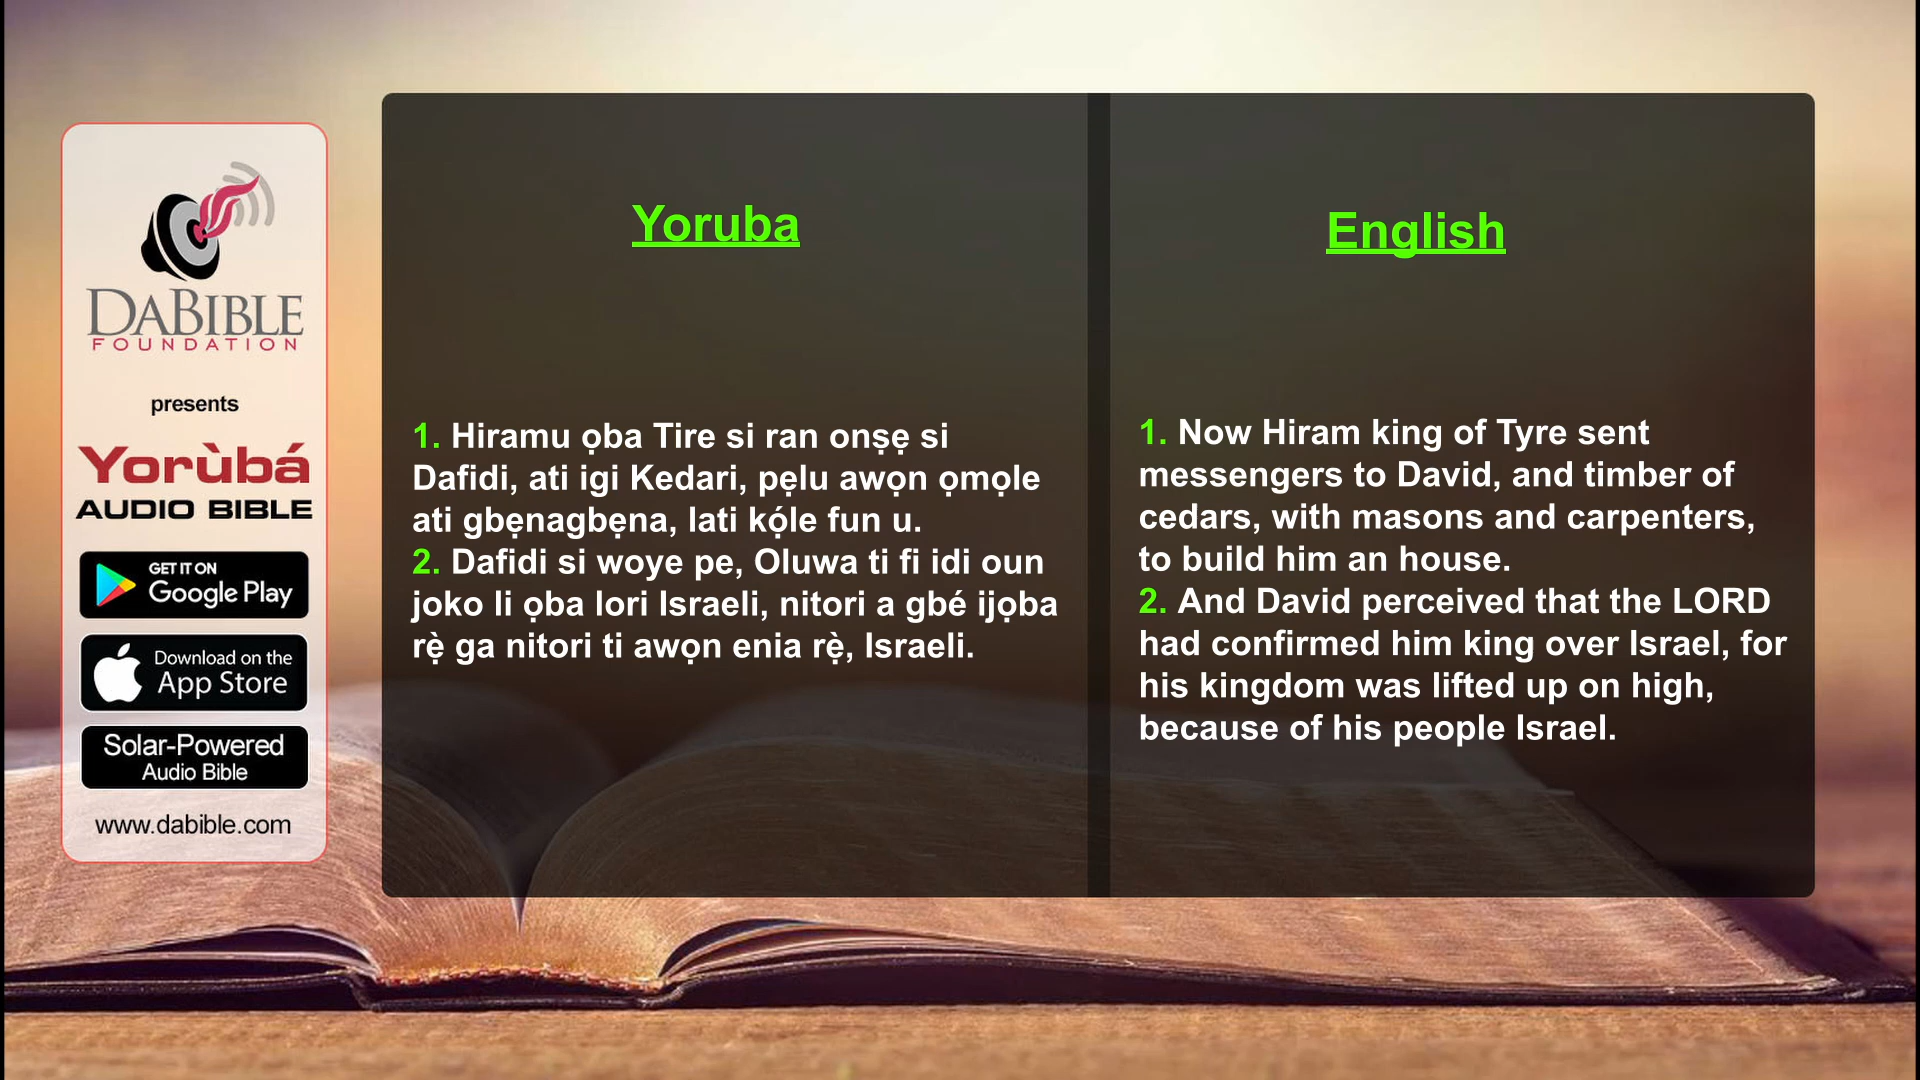 DABIBLE
FOUNDATION
presents
Yorùbá
AUDIO BIBLE
GET IT ON
Google Play
Download on the
App Store
Solar-Powered
Audio Bible
www.dabible.com
Yoruba
1. Hiramu ọba Tire si ran onṣẹ si
Dafidi, ati igi Kedari, pẹlu awọn ọmọle
ati gbẹnagbẹna, lati kọ́le fun u.
2. Dafidi si woye pe, Oluwa ti fi idi oun
joko li ọba lori Israeli, nitori a gbé ijọba
rẹ̀ ga nitori ti awọn enia rẹ̀, Israeli.
English
1. Now Hiram king of Tyre sent
messengers to David, and timber of
cedars, with masons and carpenters,
to build him an house.
2. And David perceived that the LORD
had confirmed him king over Israel, for
his kingdom was lifted up on high,
because of his people Israel.